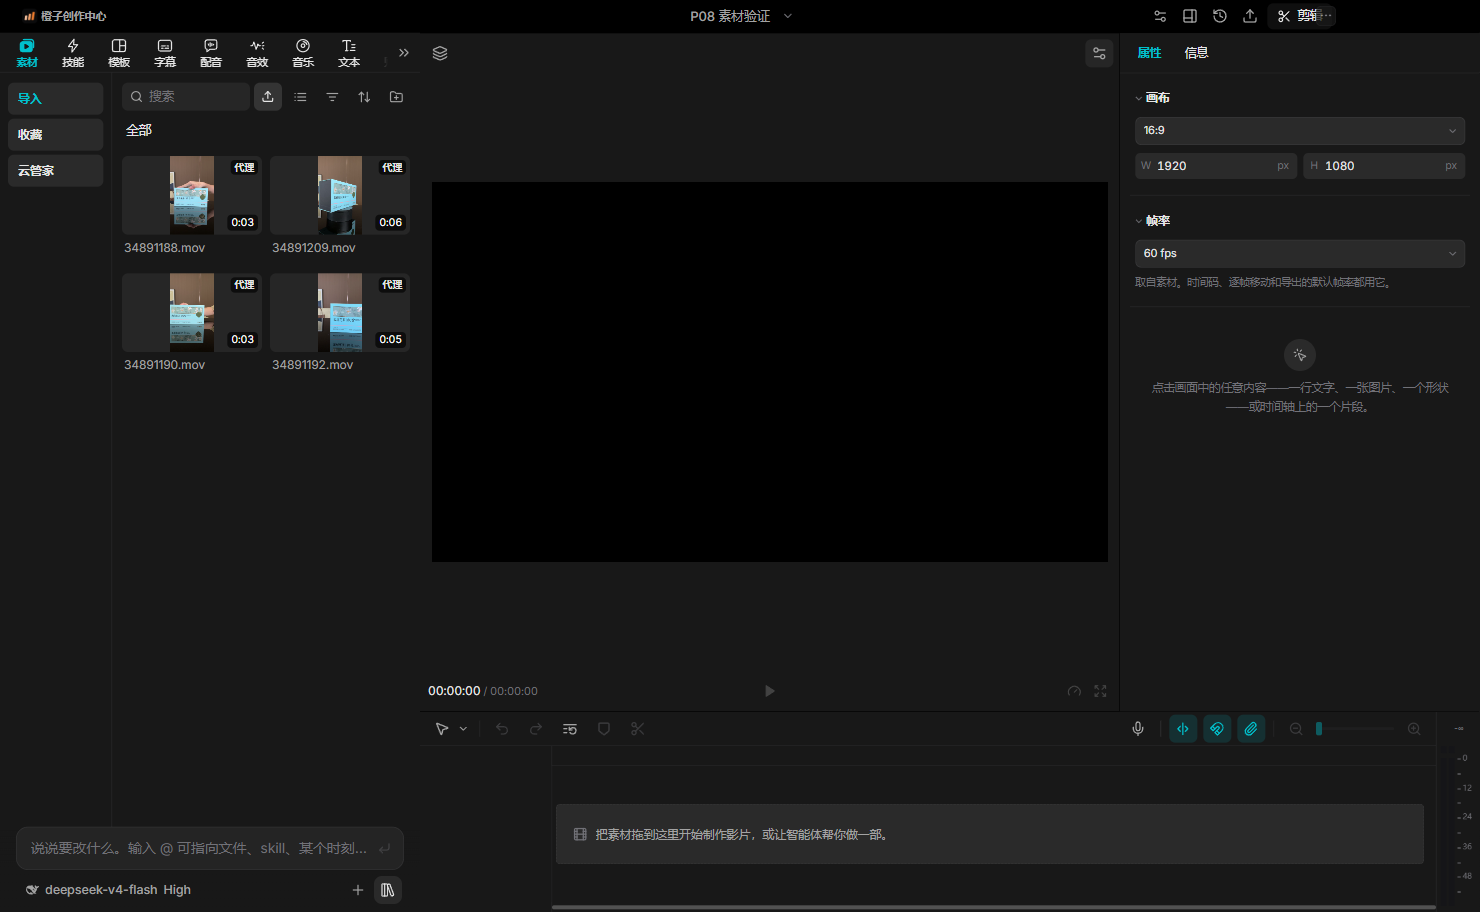 橙子创作中心
P08 素材验证
剪辑
素材
技能
模板
字幕
配音
音效
音乐
文本
属性
信息
导入
收藏
云管家
搜索
全部
代理
0:03
34891188.mov
代理
0:06
34891209.mov
代理
0:03
34891190.mov
代理
0:05
34891192.mov
画布
16:9
W 1920 px
H 1080 px
帧率
60 fps
取自素材。时间码、逐帧移动和导出的默认帧率都用它。
点击画面中的任意内容——一行文字、一张图片、一个形状
——或时间轴上的一个片段。
00:00:00 / 00:00:00
把素材拖到这里开始制作影片，或让智能体帮你做一部。
-∞
0
-12
-24
-36
-48
说说要改什么。输入 @ 可指向文件、skill、某个时刻...
deepseek-v4-flash High